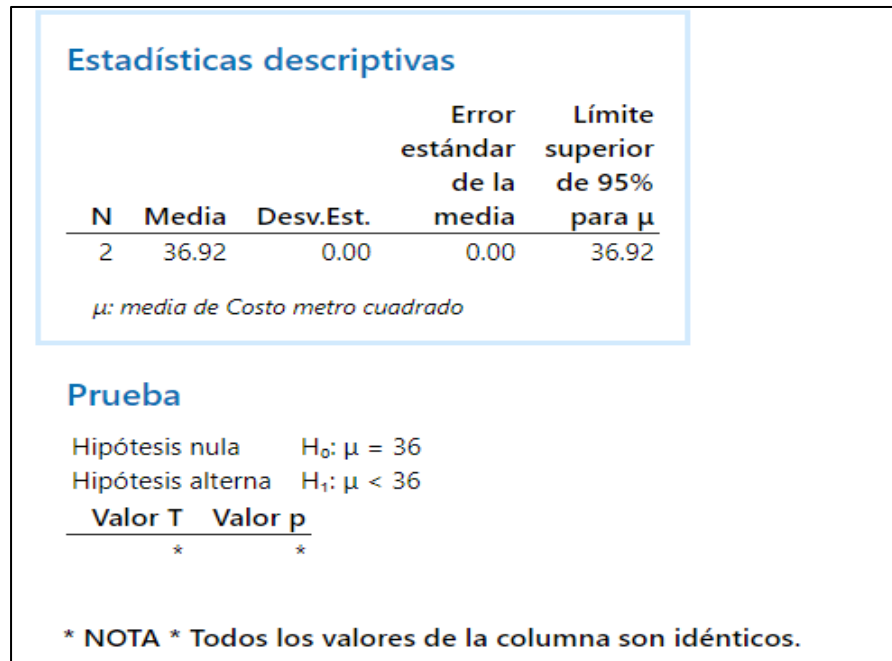 Estadísticas descriptivas
Error Límite
estándar superior
de la de 95%
N Media Desv.Est. media para μ
2 36.92 0.00 0.00 36.92
μ: media de Costo metro cuadrado
Prueba
Hipótesis nula H₀: μ = 36
Hipótesis alterna H₁: μ < 36
Valor T Valor p
* *
* NOTA * Todos los valores de la columna son idénticos.